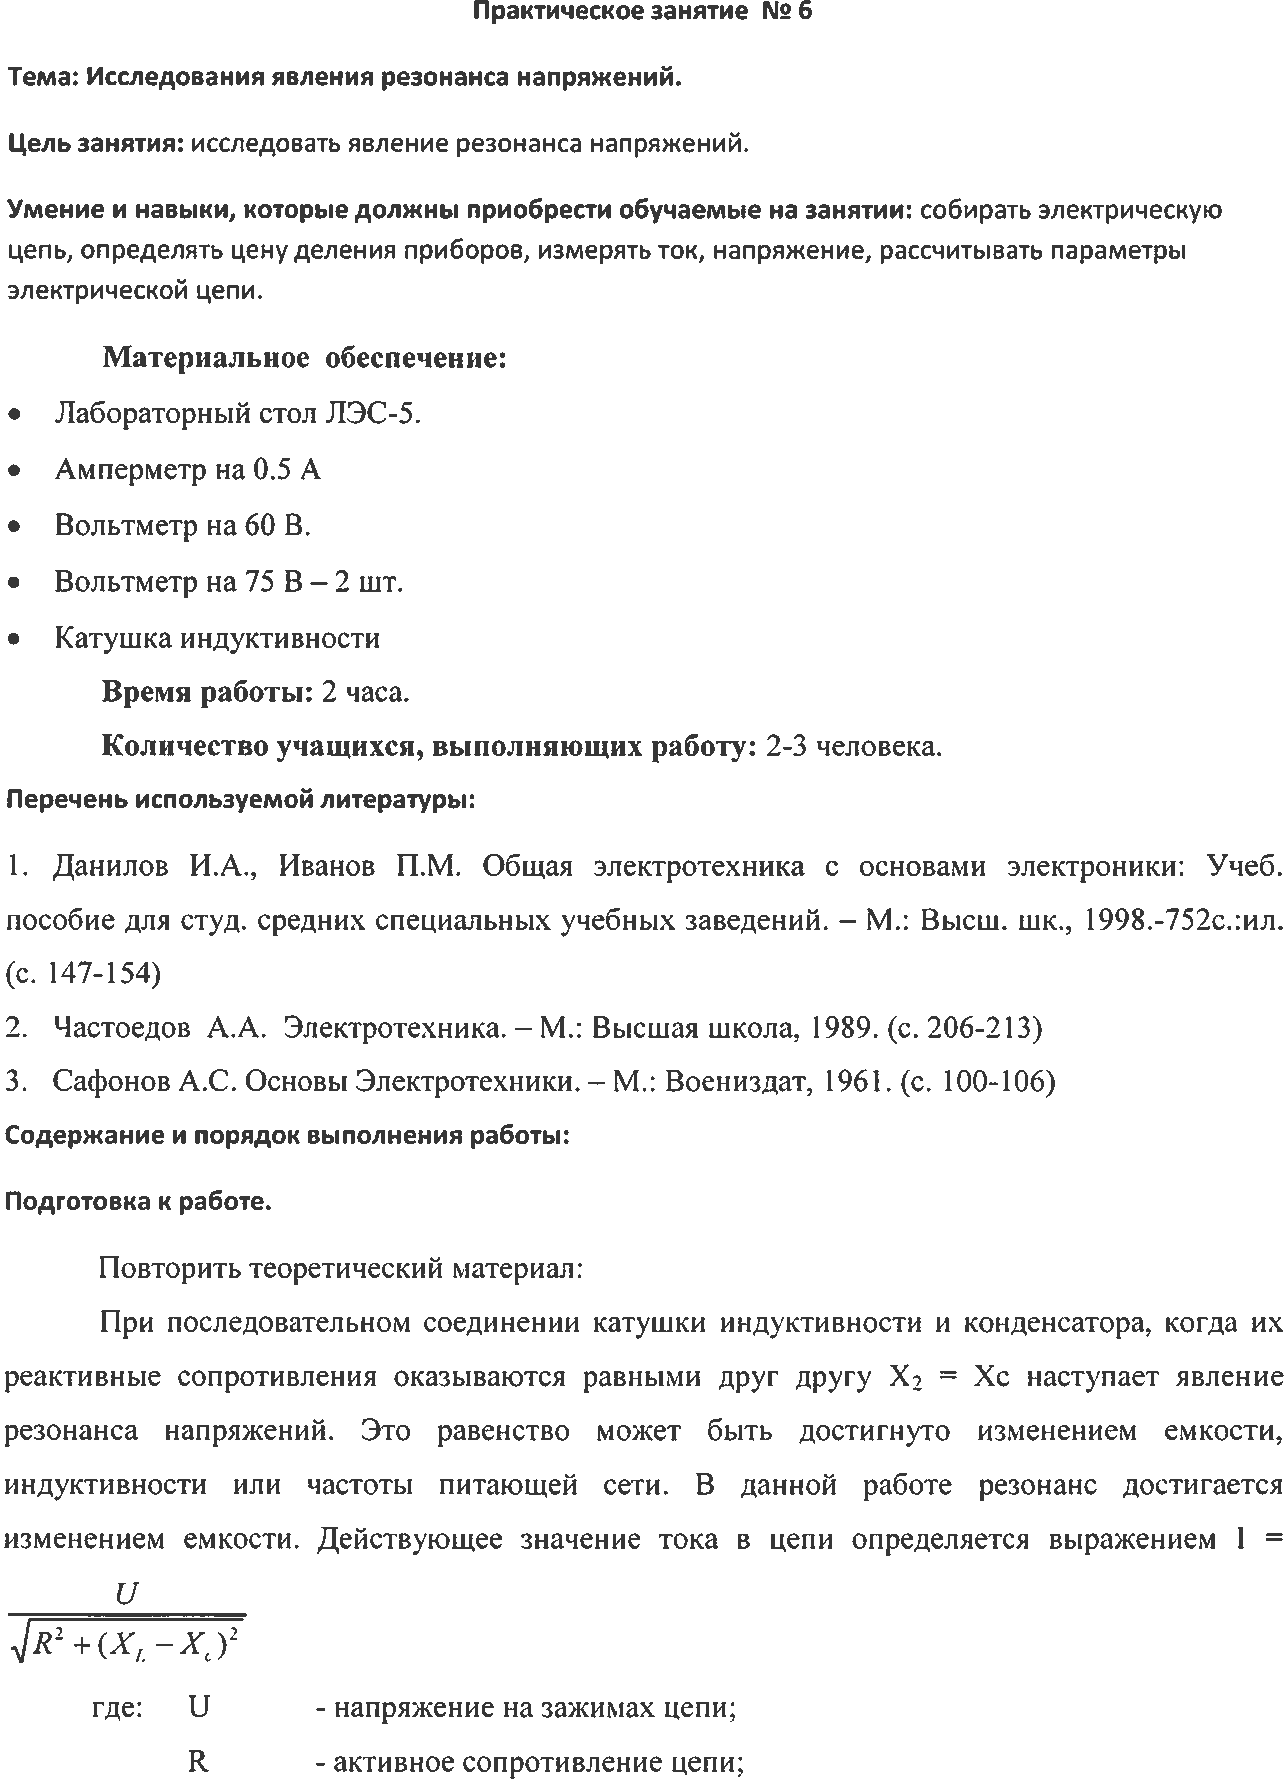 Практическое занятие № 6
Тема: Исследования явления резонанса напряжений.
Цель занятия: исследовать явление резонанса напряжений.
Умение и навыки, которые должны приобрести обучаемые на занятии: собирать электрическую
цепь, определять цену деления приборов, измерять ток, напряжение, рассчитывать параметры
электрической цепи.
Материальное обеспечение:
• Лабораторный стол ЛЭС-5.
• Амперметр на 0.5 А
• Вольтметр на 60 В.
• Вольтметр на 75 В – 2 шт.
• Катушка индуктивности
Время работы: 2 часа.
Количество учащихся, выполняющих работу: 2-3 человека.
Перечень используемой литературы:
1. Данилов И.А., Иванов П.М. Общая электротехника с основами электроники: Учеб.
пособие для студ. средних специальных учебных заведений. – М.: Высш. шк., 1998.-752с.:ил.
(с. 147-154)
2. Частоедов А.А. Электротехника. – М.: Высшая школа, 1989. (с. 206-213)
3. Сафонов А.С. Основы Электротехники. – М.: Воениздат, 1961. (с. 100-106)
Содержание и порядок выполнения работы:
Подготовка к работе.
Повторить теоретический материал:
При последовательном соединении катушки индуктивности и конденсатора, когда их
реактивные сопротивления оказываются равными друг другу X₂ = Xc наступает явление
резонанса напряжений. Это равенство может быть достигнуто изменением емкости,
индуктивности или частоты питающей сети. В данной работе резонанс достигается
изменением емкости. Действующее значение тока в цепи определяется выражением I =
U
√R² + (X_L – X_c)²
где: U - напряжение на зажимах цепи;
R - активное сопротивление цепи;